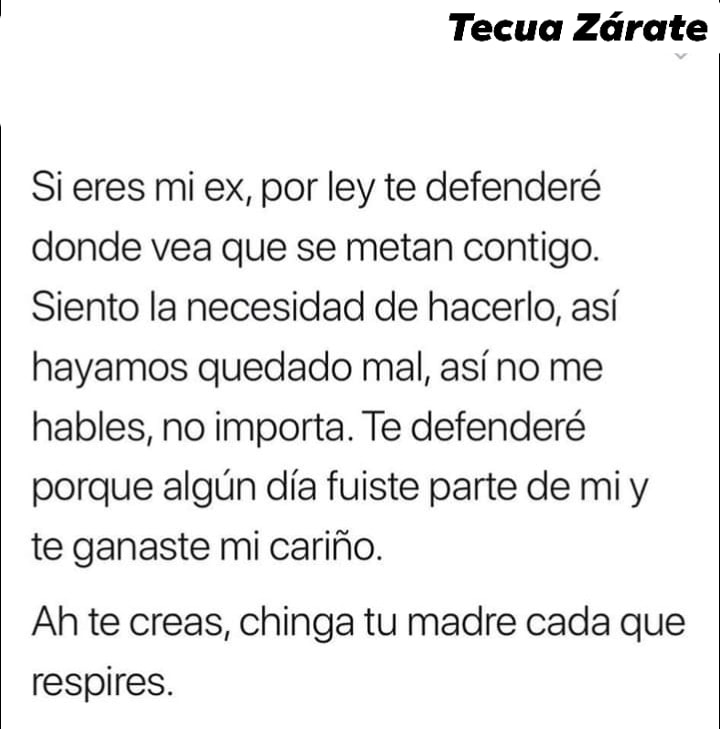 Tecua Zárate
Si eres mi ex, por ley te defenderé
donde vea que se metan contigo.
Siento la necesidad de hacerlo, así
hayamos quedado mal, así no me
hables, no importa. Te defenderé
porque algún día fuiste parte de mi y
te ganaste mi cariño.
Ah te creas, chinga tu madre cada que
respires.